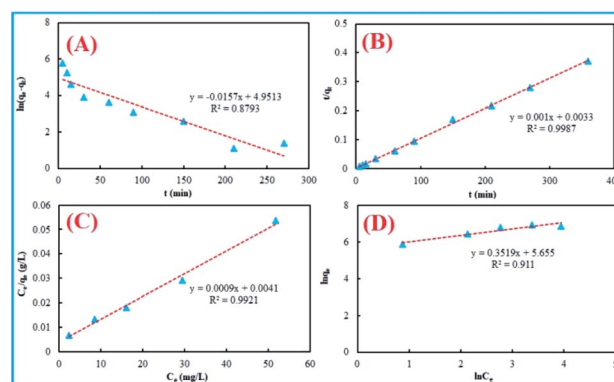 (A)
ln(qₑ-qₜ)
8
6
4
2
0
y = -0.0157x + 4.9513
R² = 0.8793
0 50 100 150 200 250 300
t (min)
(B)
t/qₜ
0.5
0.4
0.3
0.2
0.1
0
y = 0.001x + 0.0033
R² = 0.9987
0 100 200 300 40
t (min)
(C)
Cₑ/qₑ (g/L)
0.06
0.05
0.04
0.03
0.02
0.01
0
y = 0.0009x + 0.0041
R² = 0.9921
0 10 20 30 40 50 60
Cₑ (mg/L)
(D)
lnqₑ
10
8
6
4
2
0
y = 0.3519x + 5.655
R² = 0.911
0 1 2 3 4 5
lnCₑ